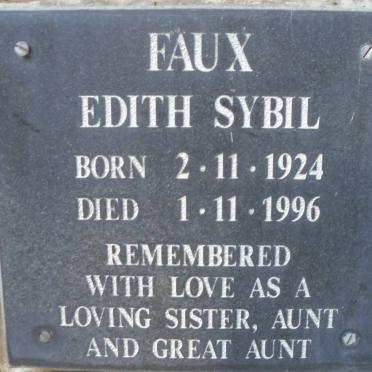 FAUX
EDITH SYBIL
BORN 2·11·1924
DIED 1·11·1996
REMEMBERED
WITH LOVE AS A
LOVING SISTER, AUNT
AND GREAT AUNT